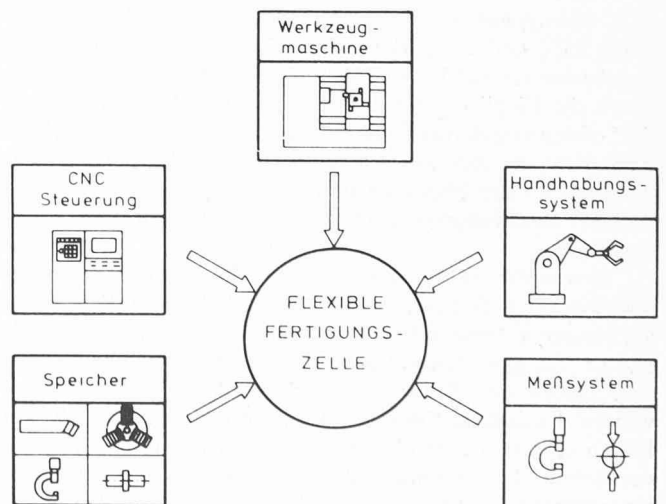 Werkzeug-
maschine
CNC
Steuerung
Handhabungs-
system
FLEXIBLE
FERTIGUNGS-
ZELLE
Speicher
Meßsystem